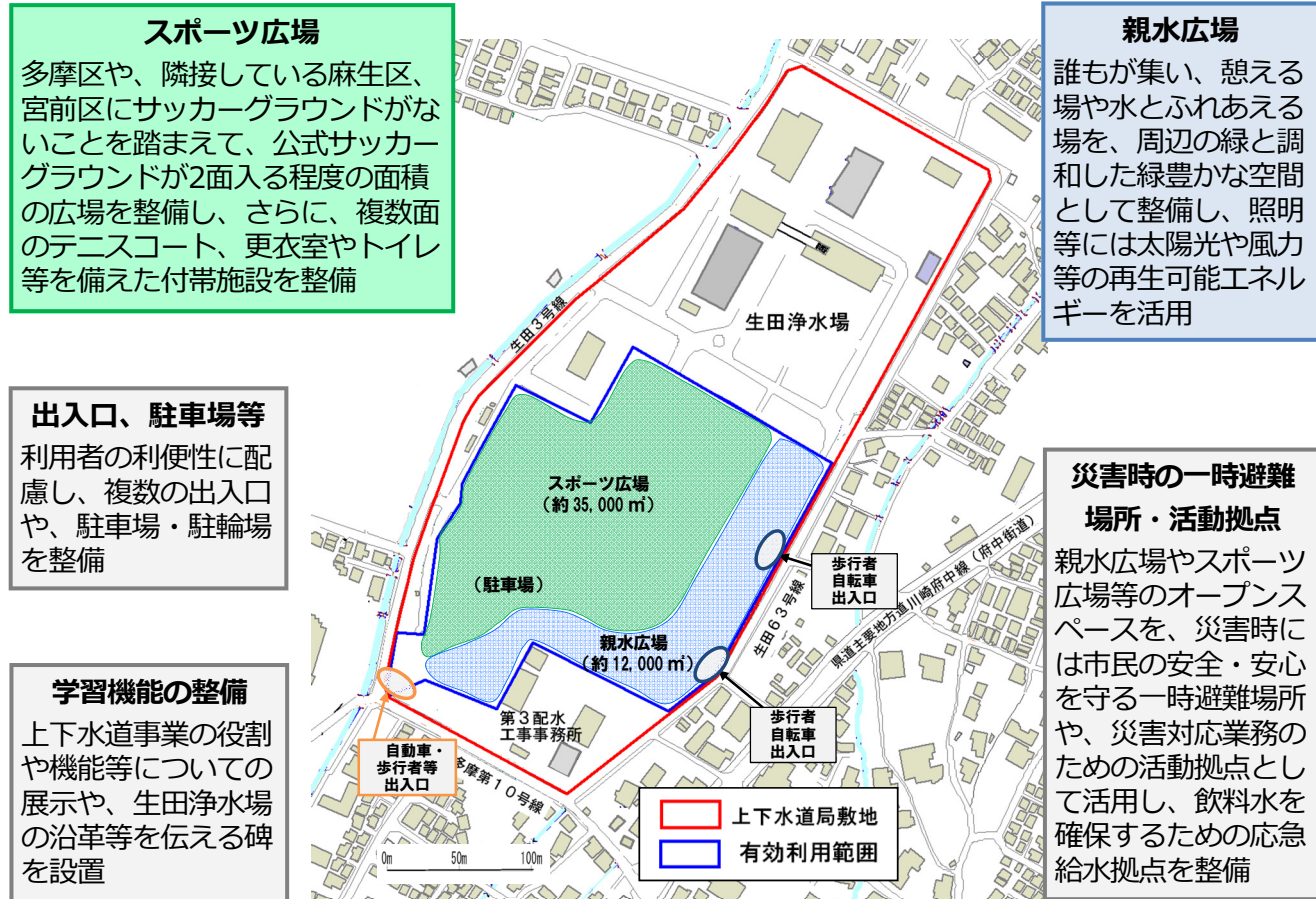 スポーツ広場
多摩区や、隣接している麻生区、
宮前区にサッカーグラウンドがな
いことを踏まえて、公式サッカー
グラウンドが2面入る程度の面積
の広場を整備し、さらに、複数面
のテニスコート、更衣室やトイレ
等を備えた付帯施設を整備
親水広場
誰もが集い、憩える
場や水とふれあえる
場を、周辺の緑と調
和した緑豊かな空間
として整備し、照明
等には太陽光や風力
等の再生可能エネル
ギーを活用
出入口、駐車場等
利用者の利便性に配
慮し、複数の出入口
や、駐車場・駐輪場
を整備
学習機能の整備
上下水道事業の役割
や機能等についての
展示や、生田浄水場
の沿革等を伝える碑
を設置
災害時の一時避難
場所・活動拠点
親水広場やスポーツ
広場等のオープンス
ペースを、災害時に
は市民の安全・安心
を守る一時避難場所
や、災害対応業務の
ための活動拠点とし
て活用し、飲料水を
確保するための応急
給水拠点を整備
生田3号線
生田浄水場
スポーツ広場
（約35,000㎡）
（駐車場）
親水広場
（約12,000㎡）
歩行者
自転車
出入口
生田63号線
県道主要地方道川崎府中線（府中街道）
歩行者
自転車
出入口
第3配水
工事事務所
自動車・
歩行者等
出入口
多摩第10号線
0m 50m 100m
上下水道局敷地
有効利用範囲